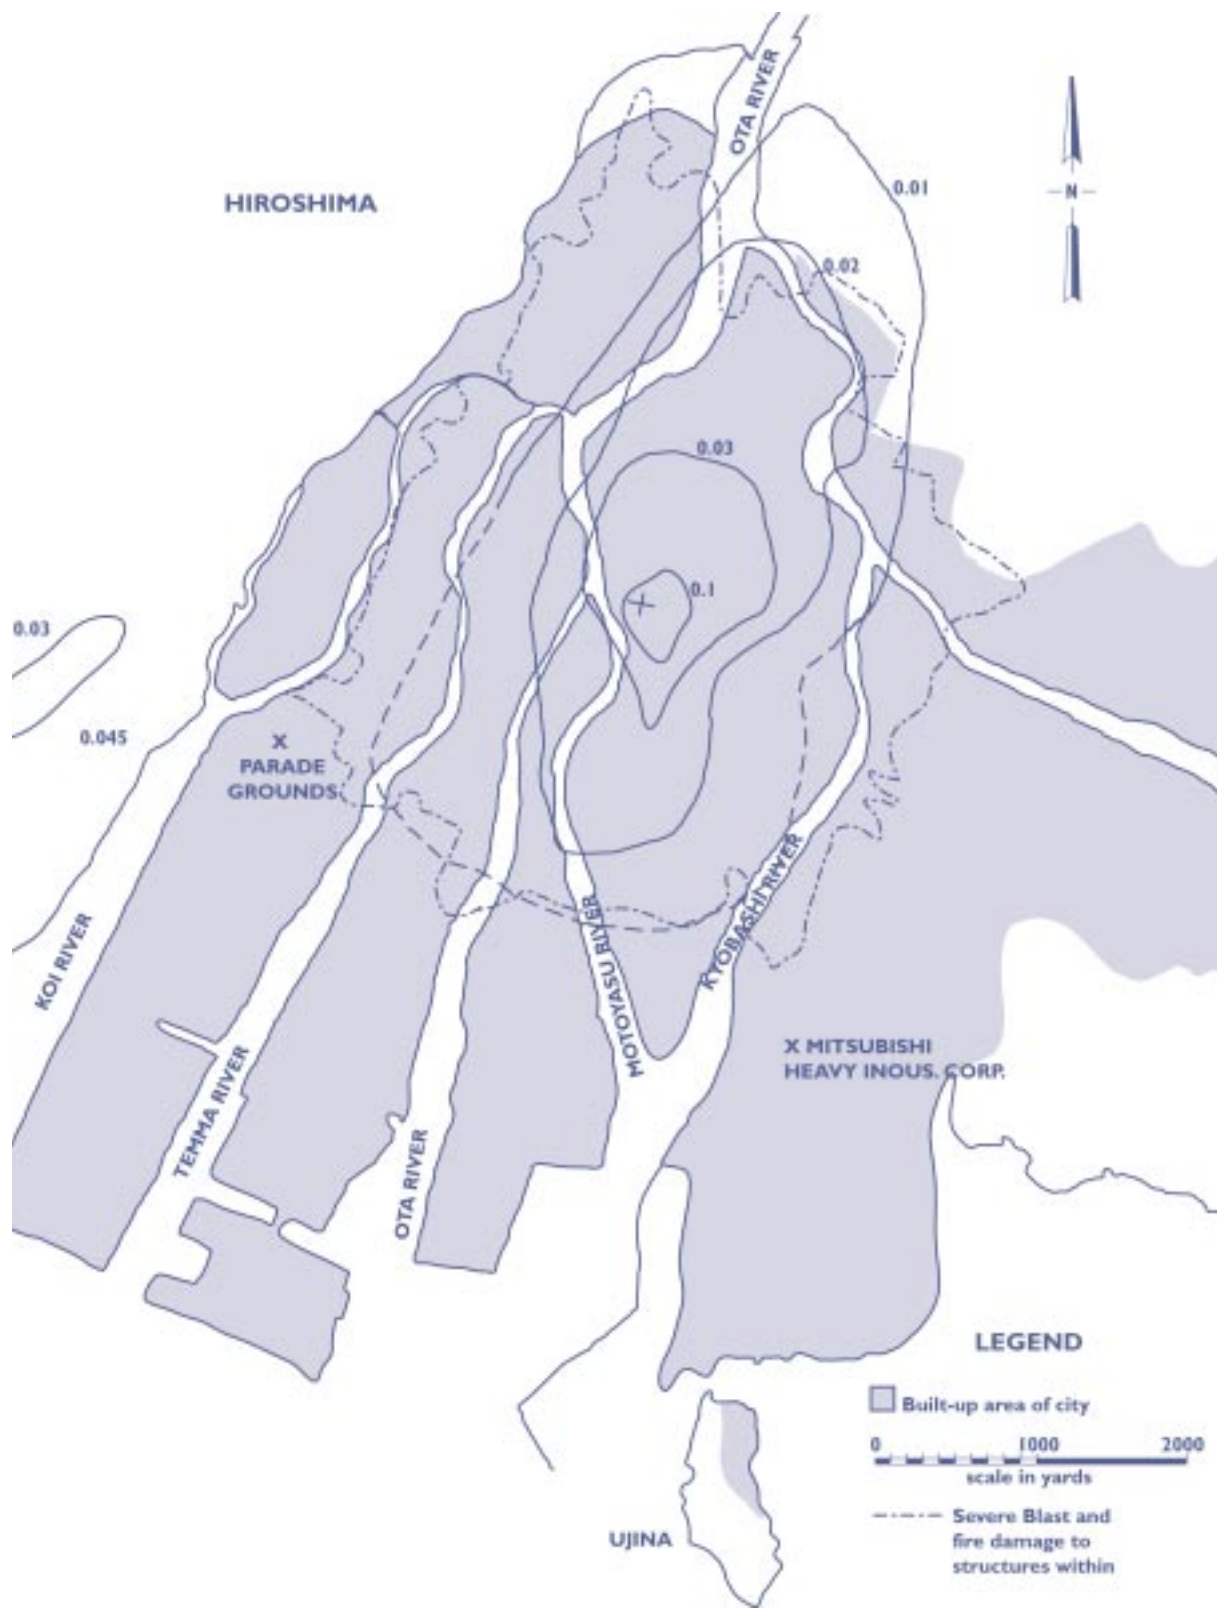 OTA RIVER
HIROSHIMA
0.01
N
0.02
0.03
0.1
0.03
0.045
X
PARADE
GROUNDS
KOI RIVER
TEMMA RIVER
OTA RIVER
MOTOYASU RIVER
KYOBASHI RIVER
X MITSUBISHI
HEAVY INOUS. CORP.
LEGEND
Built-up area of city
0 1000 2000
scale in yards
Severe Blast and
fire damage to
structures within
UJINA